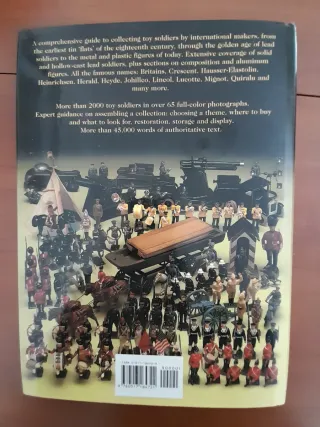 A comprehensive guide to collecting toy soldiers by international makers, from
the earliest tin 'flats' of the eighteenth century, through the golden age of lead
soldiers to the metal and plastic figures of today. Extensive coverage of solid
and hollow-cast lead soldiers, plus sections on composition and aluminum
figures. All the famous names: Britains, Crescent, Hausser-Elastolin,
Heinrichsen, Herald, Heyde, Johillco, Lineol, Lucotte, Mignot, Quiralu and
many more.
More than 2000 toy soldiers in over 65 full-color photographs.
Expert guidance on assembling a collection: choosing a theme, where to buy
and what to look for, restoration, storage and display.
More than 45,000 words of authoritative text.